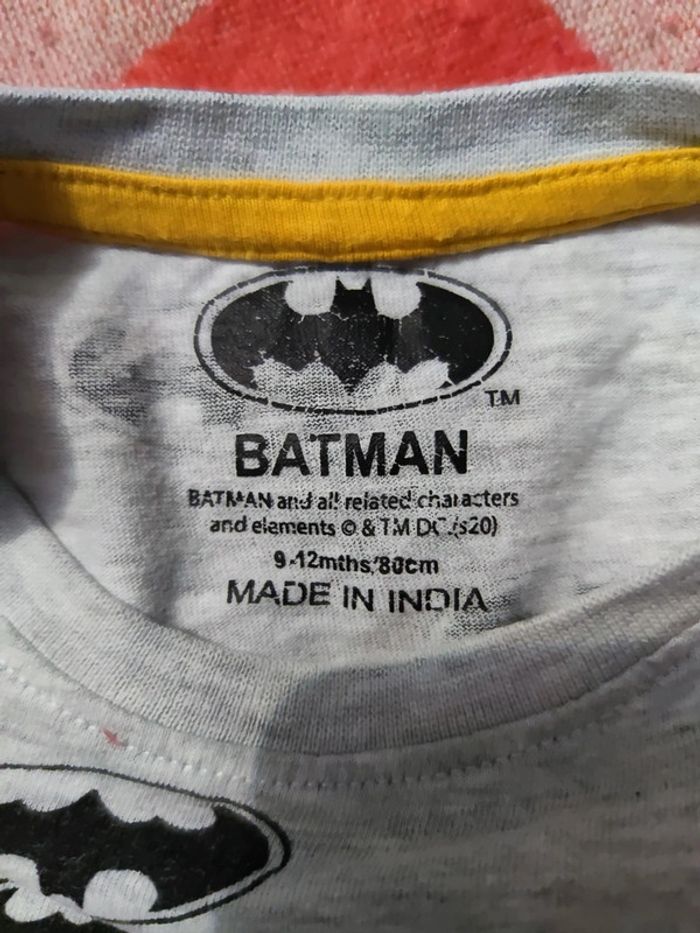 TM
BATMAN
BATMAN and all related characters
and elements © & TM DC.(s20)
9-12mths/80cm
MADE IN INDIA